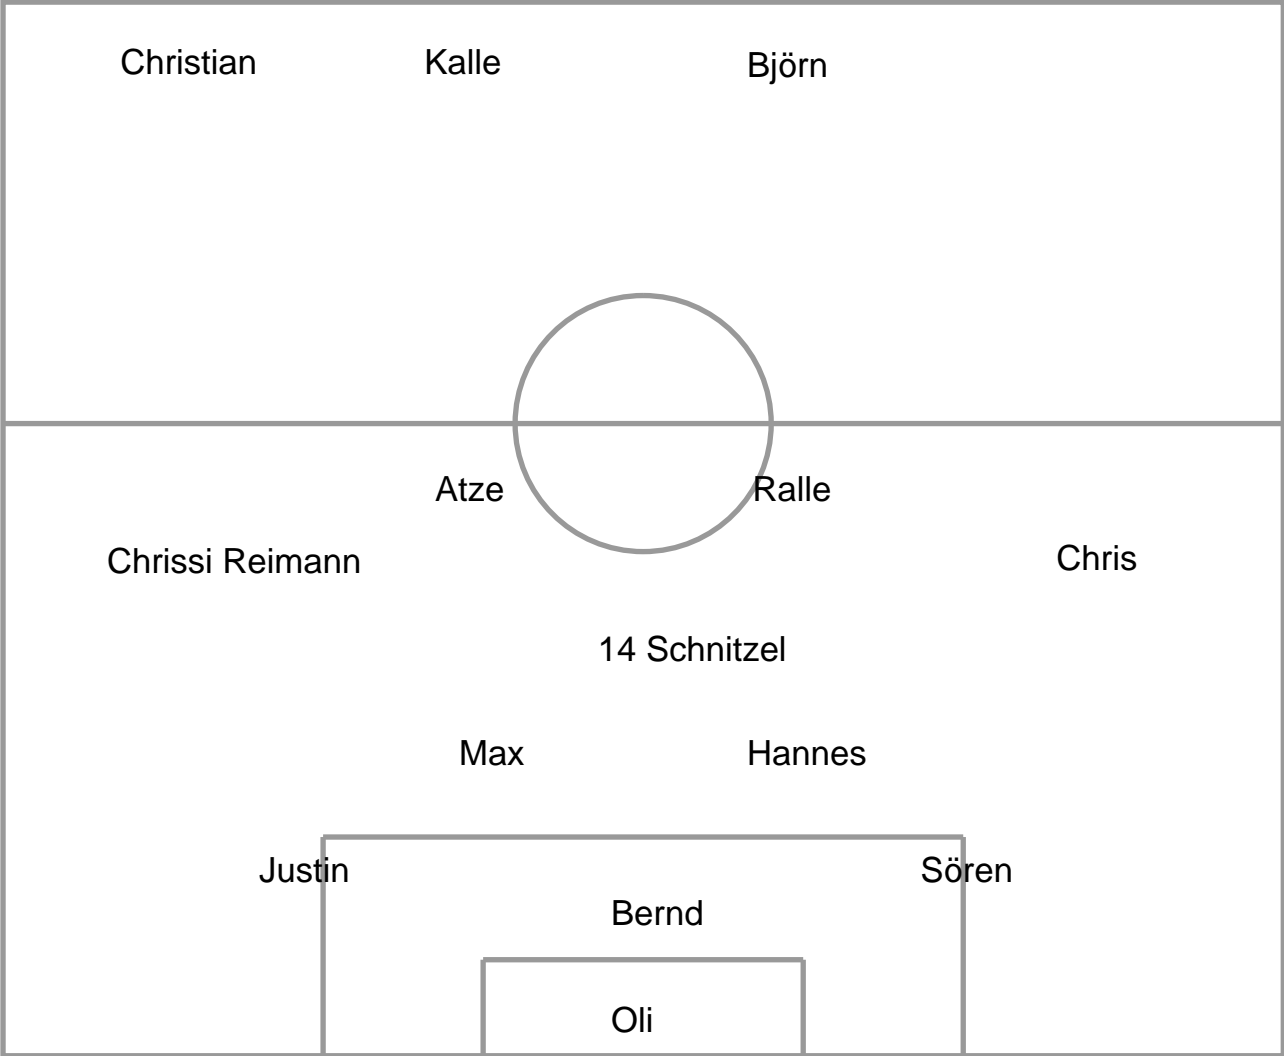 Christian Kalle Björn
Atze Ralle
Chrissi Reimann Chris
14 Schnitzel
Max Hannes
Justin Sören
Bernd
Oli